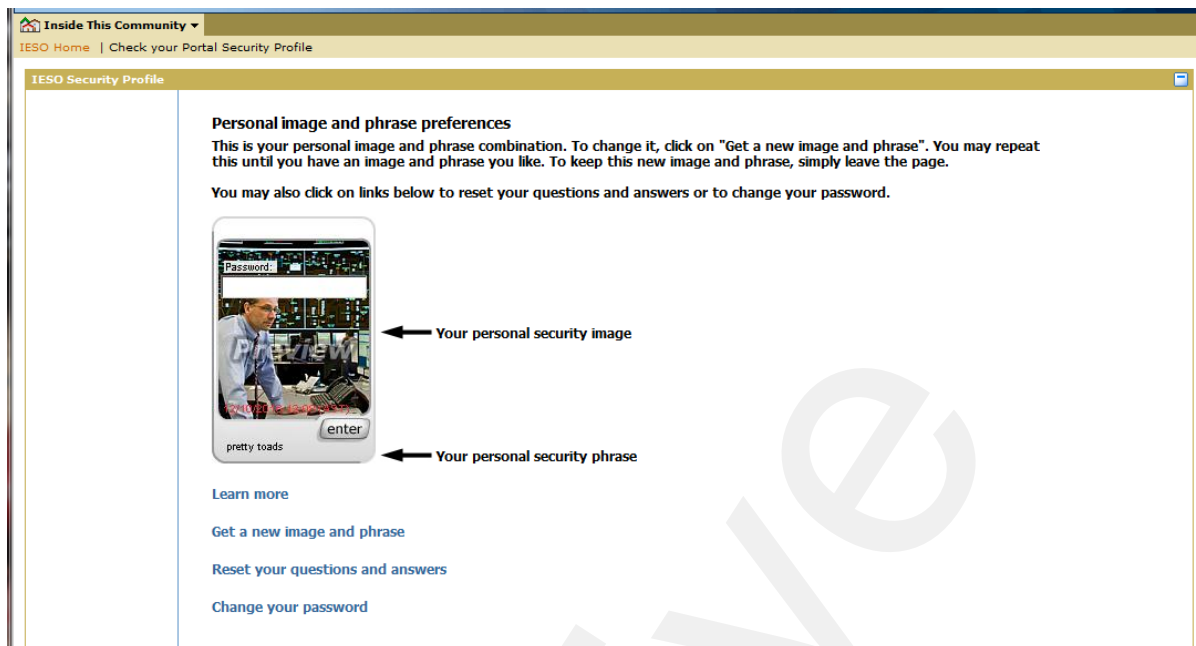 Inside This Community
IESO Home | Check your Portal Security Profile
IESO Security Profile
Personal image and phrase preferences
This is your personal image and phrase combination. To change it, click on "Get a new image and phrase". You may repeat
this until you have an image and phrase you like. To keep this new image and phrase, simply leave the page.
You may also click on links below to reset your questions and answers or to change your password.
Password:
Your personal security image
Preview
enter
pretty toads
Your personal security phrase
Learn more
Get a new image and phrase
Reset your questions and answers
Change your password